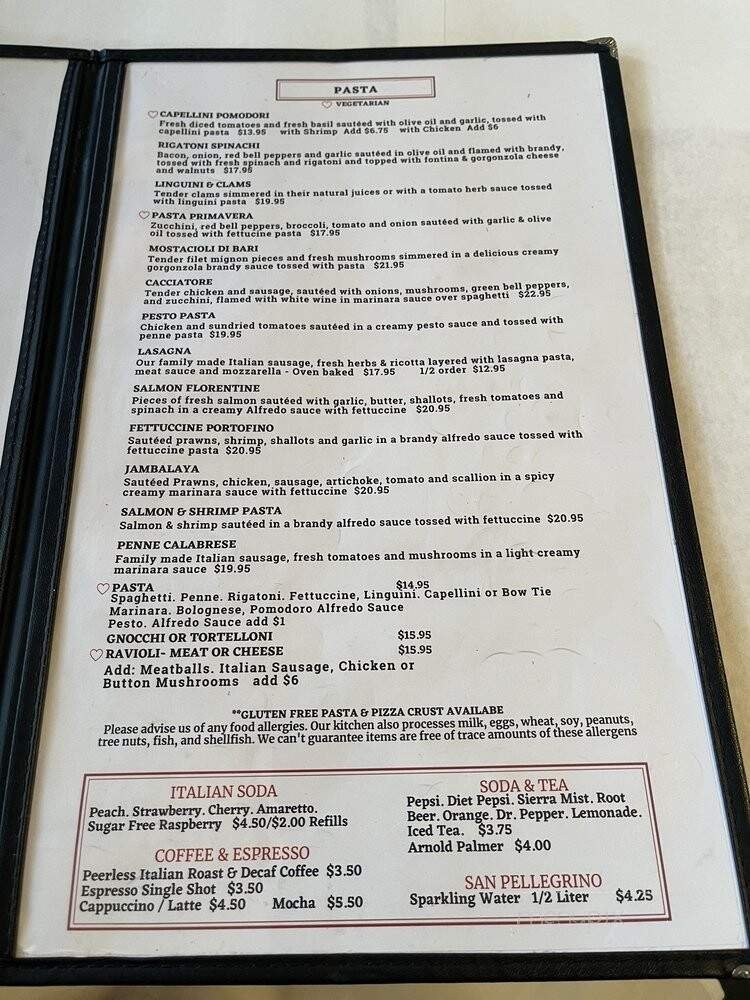 PASTA
♡ VEGETARIAN
♡ CAPELLINI POMODORI
Fresh diced tomatoes and fresh basil sautéed with olive oil and garlic, tossed with
capellini pasta $13.95 with Shrimp Add $6.75 with Chicken Add $6
RIGATONI SPINACHI
Bacon, onion, red bell peppers and garlic sautéed in olive oil and flamed with brandy,
tossed with fresh spinach and rigatoni and topped with fontina & gorgonzola cheese
and walnuts $17.95
LINGUINI & CLAMS
Tender clams simmered in their natural juices or with a tomato herb sauce tossed
with linguini pasta $19.95
♡ PASTA PRIMAVERA
Zucchini, red bell peppers, broccoli, tomato and onion sautéed with garlic & olive
oil tossed with fettucine pasta $17.95
MOSTACIOLI DI BARI
Tender filet mignon pieces and fresh mushrooms simmered in a delicious creamy
gorgonzola brandy sauce tossed with pasta $21.95
CACCIATORE
Tender chicken and sausage, sautéed with onions, mushrooms, green bell peppers,
and zucchini, flamed with white wine in marinara sauce over spaghetti $22.95
PESTO PASTA
Chicken and sundried tomatoes sautéed in a creamy pesto sauce and tossed with
penne pasta $19.95
LASAGNA
Our family made Italian sausage, fresh herbs & ricotta layered with lasagna pasta,
meat sauce and mozzarella - Oven baked $17.95 1/2 order $12.95
SALMON FLORENTINE
Pieces of fresh salmon sautéed with garlic, butter, shallots, fresh tomatoes and
spinach in a creamy Alfredo sauce with fettuccine $20.95
FETTUCCINE PORTOFINO
Sautéed prawns, shrimp, shallots and garlic in a brandy alfredo sauce tossed with
fettuccine pasta $20.95
JAMBALAYA
Sautéed Prawns, chicken, sausage, artichoke, tomato and scallion in a spicy
creamy marinara sauce with fettuccine $20.95
SALMON & SHRIMP PASTA
Salmon & shrimp sautéed in a brandy alfredo sauce tossed with fettuccine $20.95
PENNE CALABRESE
Family made Italian sausage, fresh tomatoes and mushrooms in a light creamy
marinara sauce $19.95
♡ PASTA $14.95
Spaghetti. Penne. Rigatoni. Fettuccine, Linguini. Capellini or Bow Tie
Marinara. Bolognese, Pomodoro Alfredo Sauce
Pesto. Alfredo Sauce add $1
GNOCCHI OR TORTELLONI $15.95
♡ RAVIOLI- MEAT OR CHEESE $15.95
Add: Meatballs. Italian Sausage, Chicken or
Button Mushrooms add $6
**GLUTEN FREE PASTA & PIZZA CRUST AVAILABE
Please advise us of any food allergies. Our kitchen also processes milk, eggs, wheat, soy, peanuts,
tree nuts, fish, and shellfish. We can't guarantee items are free of trace amounts of these allergens
ITALIAN SODA
Peach. Strawberry. Cherry. Amaretto.
Sugar Free Raspberry $4.50/$2.00 Refills
COFFEE & ESPRESSO
Peerless Italian Roast & Decaf Coffee $3.50
Espresso Single Shot $3.50
Cappuccino / Latte $4.50 Mocha $5.50
SODA & TEA
Pepsi. Diet Pepsi. Sierra Mist. Root
Beer. Orange. Dr. Pepper. Lemonade.
Iced Tea. $3.75
Arnold Palmer $4.00
SAN PELLEGRINO
Sparkling Water 1/2 Liter $4.25